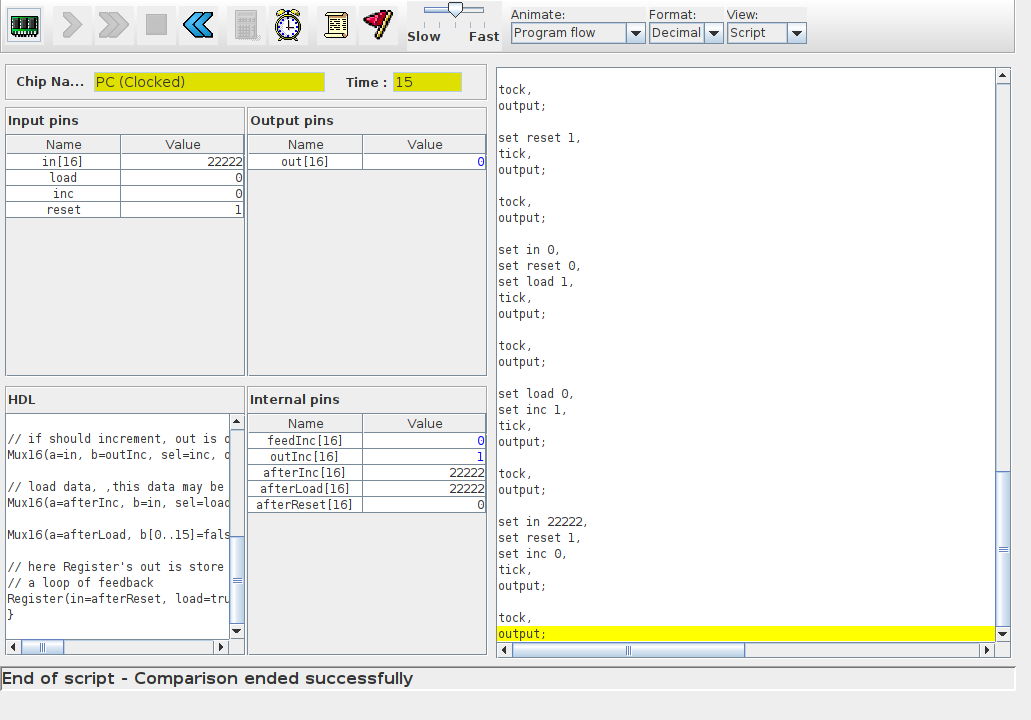 Slow Fast
Animate:
Program flow
Format:
Decimal
View:
Script
Chip Na... PC (Clocked) Time : 15
Input pins
Name Value
in[16] 22222
load 0
inc 0
reset 1
Output pins
Name Value
out[16] 0
HDL
// if should increment, out is
Mux16(a=in, b=outInc, sel=inc,
// load data, ,this data may be
Mux16(a=afterInc, b=in, sel=load
Mux16(a=afterLoad, b[0..15]=fals
// here Register's out is store
// a loop of feedback
Register(in=afterReset, load=tru
}
Internal pins
Name Value
feedInc[16] 0
outInc[16] 1
afterInc[16] 22222
afterLoad[16] 22222
afterReset[16] 0
tock,
output;
set reset 1,
tick,
output;
tock,
output;
set in 0,
set reset 0,
set load 1,
tick,
output;
tock,
output;
set load 0,
set inc 1,
tick,
output;
tock,
output;
set in 22222,
set reset 1,
set inc 0,
tick,
output;
tock,
output;
End of script - Comparison ended successfully